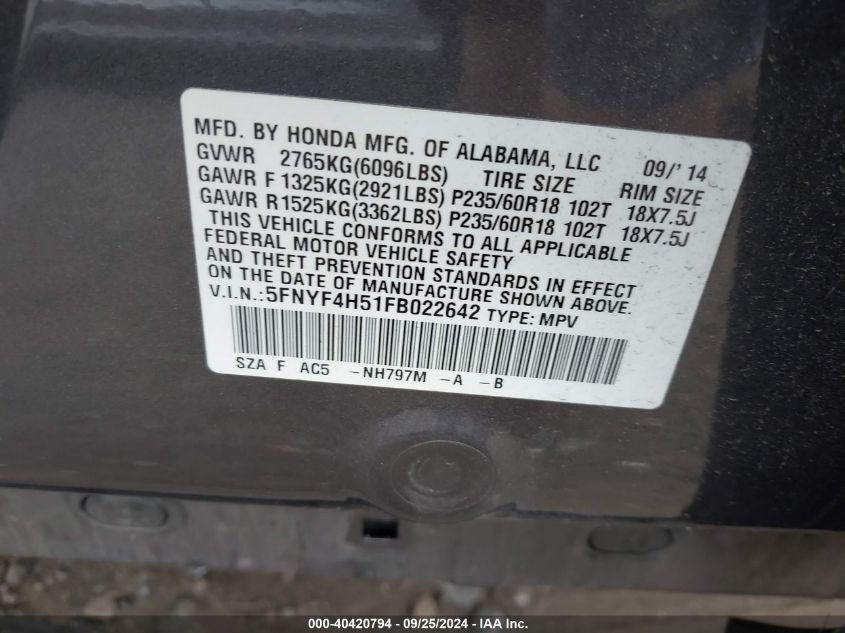 MFD. BY HONDA MFG. OF ALABAMA, LLC 09/'14
GVWR 2765KG(6096LBS) TIRE SIZE RIM SIZE
GAWR F 1325KG(2921LBS) P235/60R18 102T 18X7.5J
GAWR R 1525KG(3362LBS) P235/60R18 102T 18X7.5J
THIS VEHICLE CONFORMS TO ALL APPLICABLE
FEDERAL MOTOR VEHICLE SAFETY
AND THEFT PREVENTION STANDARDS IN EFFECT
ON THE DATE OF MANUFACTURE SHOWN ABOVE.
V.I.N.:5FNYF4H51FB022642 TYPE: MPV
SZA F AC5 -NH797M -A -B
000-40420794 - 09/25/2024 - IAA Inc.